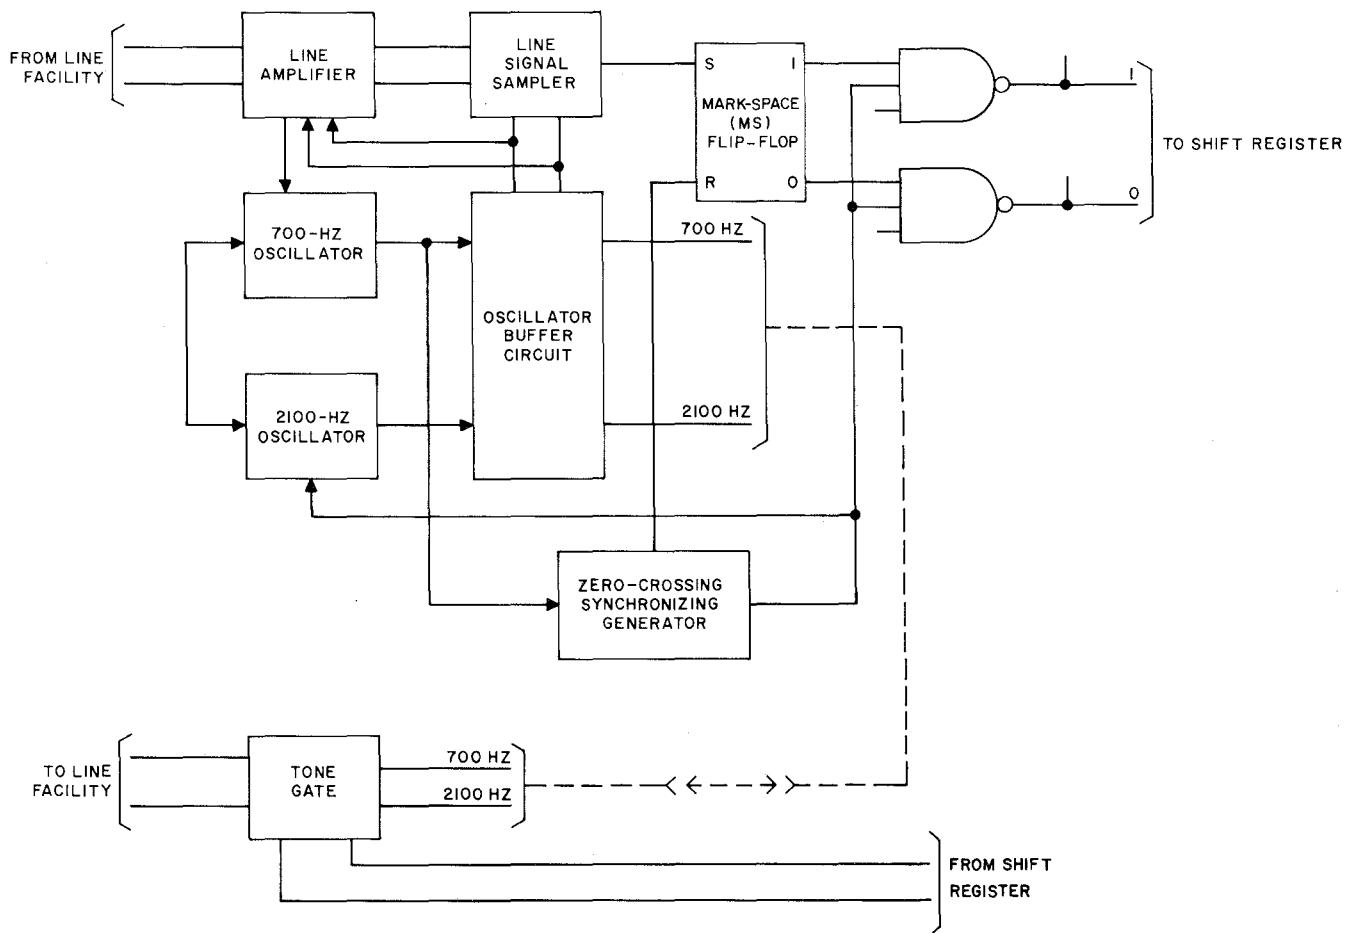 FROM LINE
FACILITY
LINE
AMPLIFIER
LINE
SIGNAL
SAMPLER
S
1
MARK-SPACE
(MS)
FLIP-FLOP
R
0
1
TO SHIFT REGISTER
0
700-HZ
OSCILLATOR
700 HZ
OSCILLATOR
BUFFER
CIRCUIT
2100-HZ
OSCILLATOR
2100 HZ
ZERO-CROSSING
SYNCHRONIZING
GENERATOR
TO LINE
FACILITY
TONE
GATE
700 HZ
2100 HZ
FROM SHIFT
REGISTER